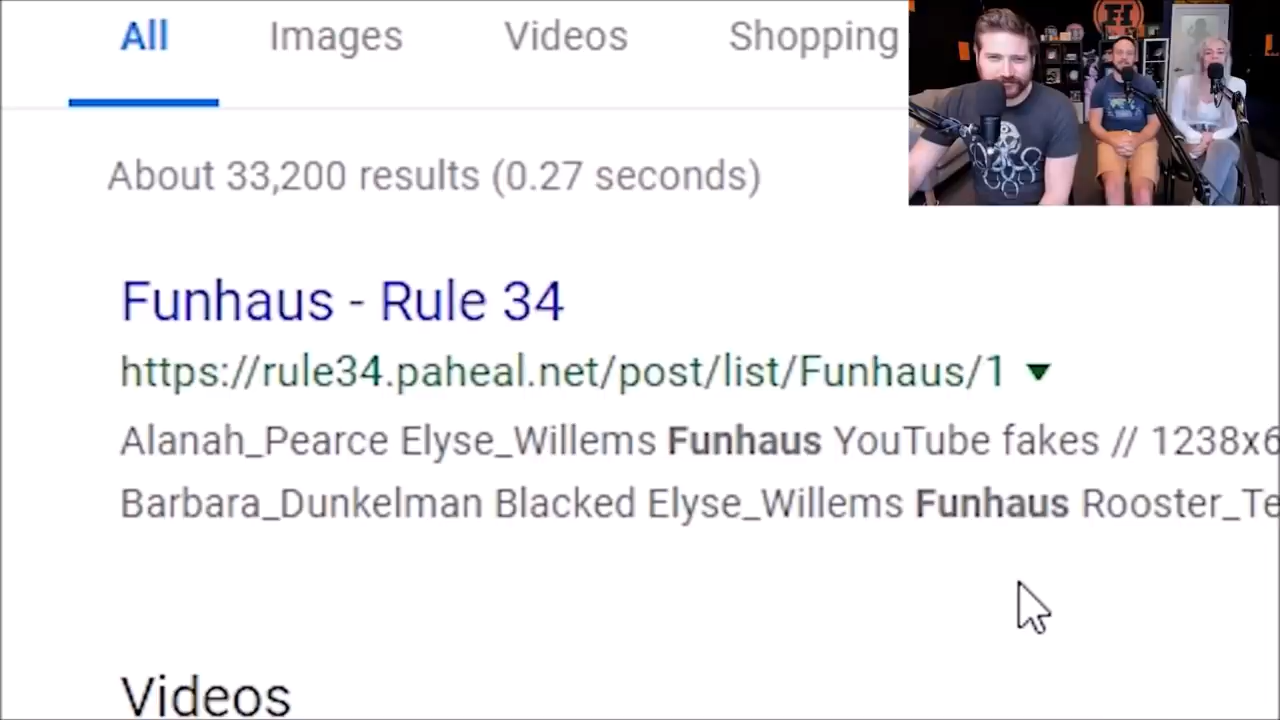 All Images Videos Shopping
About 33,200 results (0.27 seconds)
Funhaus - Rule 34
https://rule34.paheal.net/post/list/Funhaus/1
Alanah_Pearce Elyse_Willems Funhaus YouTube fakes // 1238x6
Barbara_Dunkelman Blacked Elyse_Willems Funhaus Rooster_Te
Videos